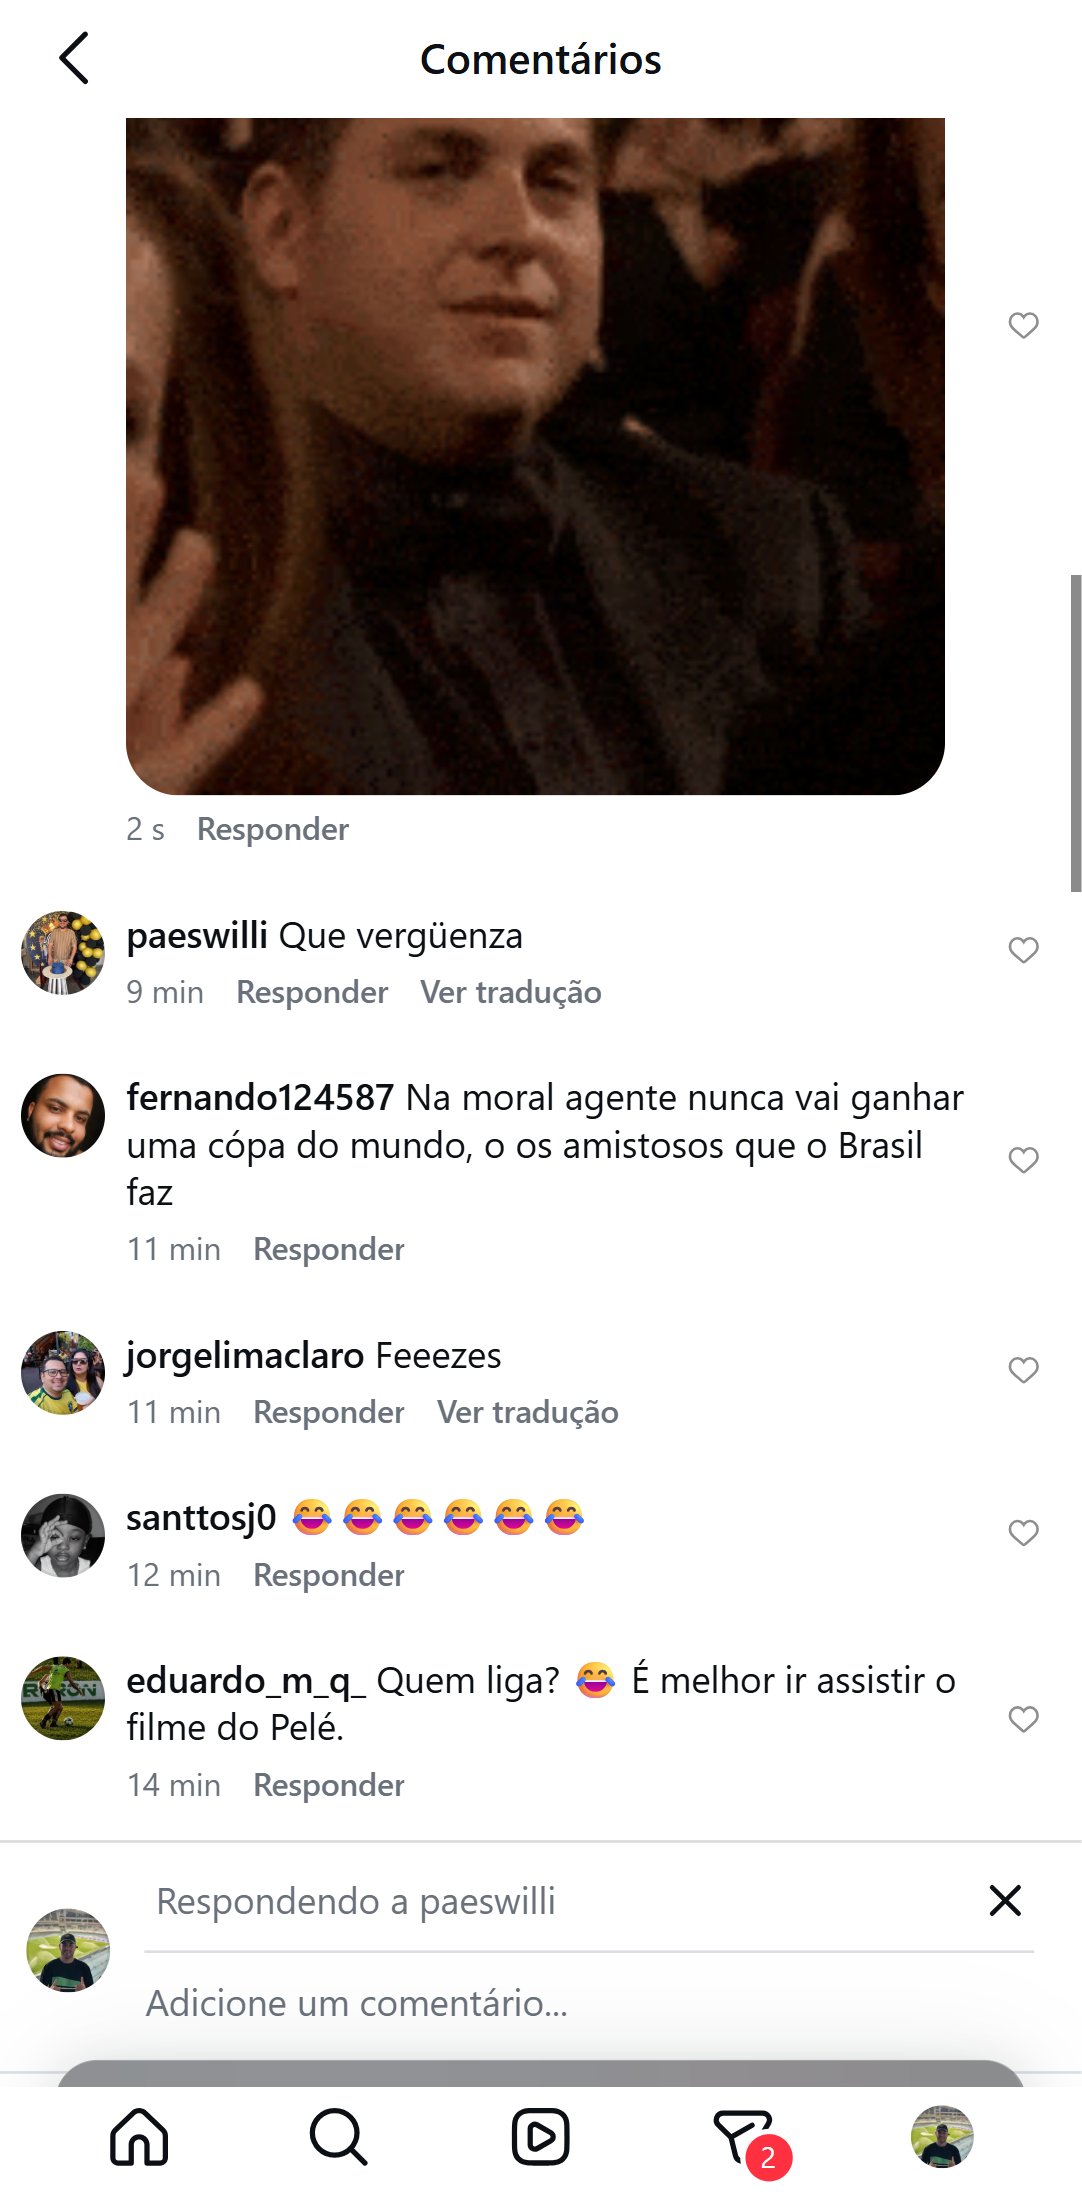 Comentários
2 s Responder
paeswilli Que vergüenza
9 min Responder Ver tradução
fernando124587 Na moral agente nunca vai ganhar
uma cópa do mundo, o os amistosos que o Brasil
faz
11 min Responder
jorgelimaclaro Feeezes
11 min Responder Ver tradução
santtosj0 😂😂😂😂😂😂
12 min Responder
eduardo_m_q_ Quem liga? 😂 É melhor ir assistir o
filme do Pelé.
14 min Responder
Respondendo a paeswilli
Adicione um comentário...
2